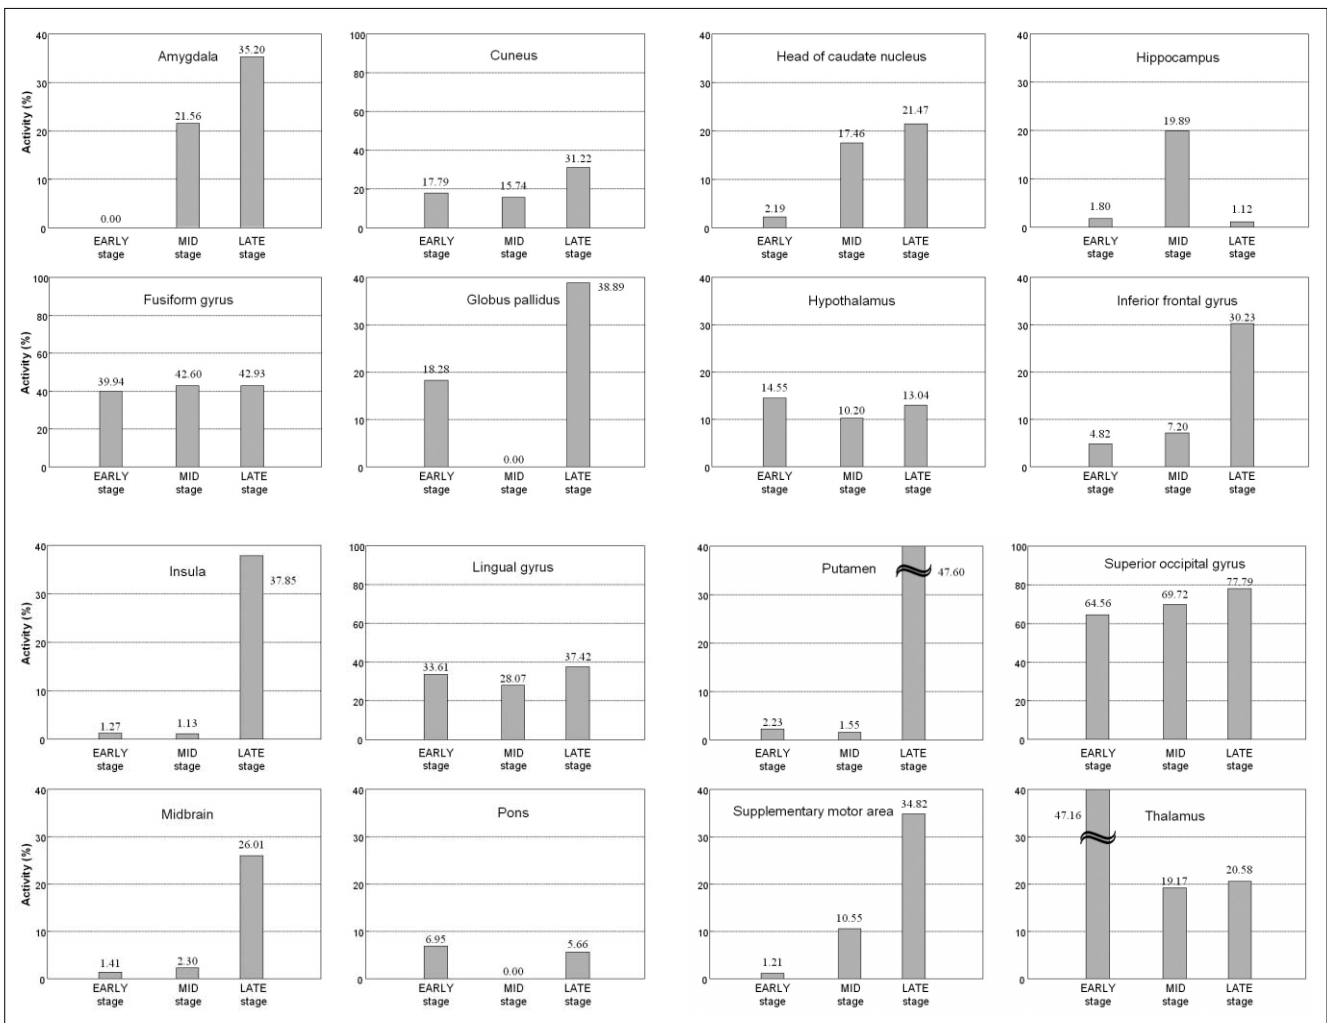 Amygdala
Activity (%)
40
30
20
10
0
0.00
21.56
35.20
EARLY stage
MID stage
LATE stage
Cuneus
100
80
60
40
20
0
17.79
15.74
31.22
EARLY stage
MID stage
LATE stage
Head of caudate nucleus
40
30
20
10
0
2.19
17.46
21.47
EARLY stage
MID stage
LATE stage
Hippocampus
40
30
20
10
0
1.80
19.89
1.12
EARLY stage
MID stage
LATE stage
Fusiform gyrus
Activity (%)
100
80
60
40
20
0
39.94
42.60
42.93
EARLY stage
MID stage
LATE stage
Globus pallidus
40
30
20
10
0
18.28
0.00
38.89
EARLY stage
MID stage
LATE stage
Hypothalamus
40
30
20
10
0
14.55
10.20
13.04
EARLY stage
MID stage
LATE stage
Inferior frontal gyrus
40
30
20
10
0
4.82
7.20
30.23
EARLY stage
MID stage
LATE stage
Insula
Activity (%)
40
30
20
10
0
1.27
1.13
37.85
EARLY stage
MID stage
LATE stage
Lingual gyrus
100
80
60
40
20
0
33.61
28.07
37.42
EARLY stage
MID stage
LATE stage
Putamen
40
30
20
10
0
2.23
1.55
47.60
EARLY stage
MID stage
LATE stage
Superior occipital gyrus
100
80
60
40
20
0
64.56
69.72
77.79
EARLY stage
MID stage
LATE stage
Midbrain
Activity (%)
40
30
20
10
0
1.41
2.30
26.01
EARLY stage
MID stage
LATE stage
Pons
40
30
20
10
0
6.95
0.00
5.66
EARLY stage
MID stage
LATE stage
Supplementary motor area
40
30
20
10
0
1.21
10.55
34.82
EARLY stage
MID stage
LATE stage
Thalamus
40
30
20
10
0
47.16
19.17
20.58
EARLY stage
MID stage
LATE stage